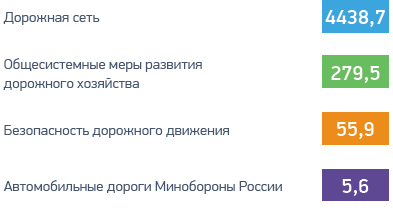 Дорожная сеть 4438,7
Общесистемные меры развития
дорожного хозяйства 279,5
Безопасность дорожного движения 55,9
Автомобильные дороги Минобороны России 5,6